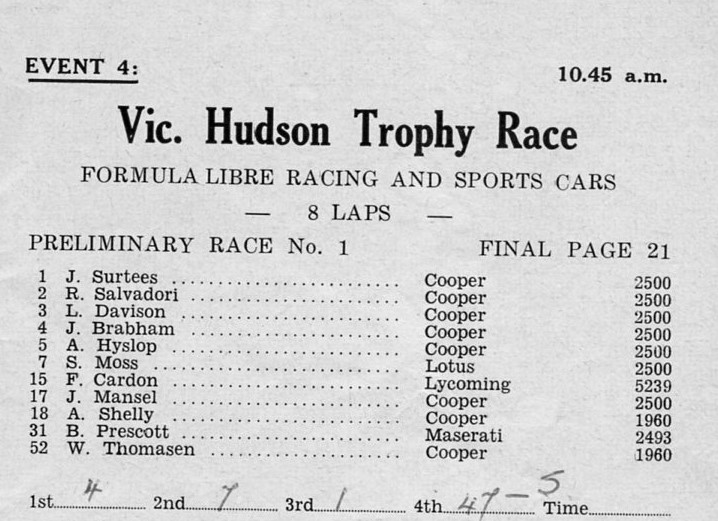 EVENT 4:
10.45 a.m.
Vic. Hudson Trophy Race
FORMULA LIBRE RACING AND SPORTS CARS
— 8 LAPS —
PRELIMINARY RACE No. 1 FINAL PAGE 21
1 J. Surtees .......................... Cooper 2500
2 R. Salvadori ........................ Cooper 2500
3 L. Davison ......................... Cooper 2500
4 J. Brabham ......................... Cooper 2500
5 A. Hyslop .......................... Cooper 2500
7 S. Moss ............................ Lotus 2500
15 F. Cardon .......................... Lycoming 5239
17 J. Mansel .......................... Cooper 2500
18 A. Shelly .......................... Cooper 1960
31 B. Prescott ........................ Maserati 2493
52 W. Thomasen ....................... Cooper 1960
1st 4 2nd 7 3rd 1 4th 47 – 5 Time